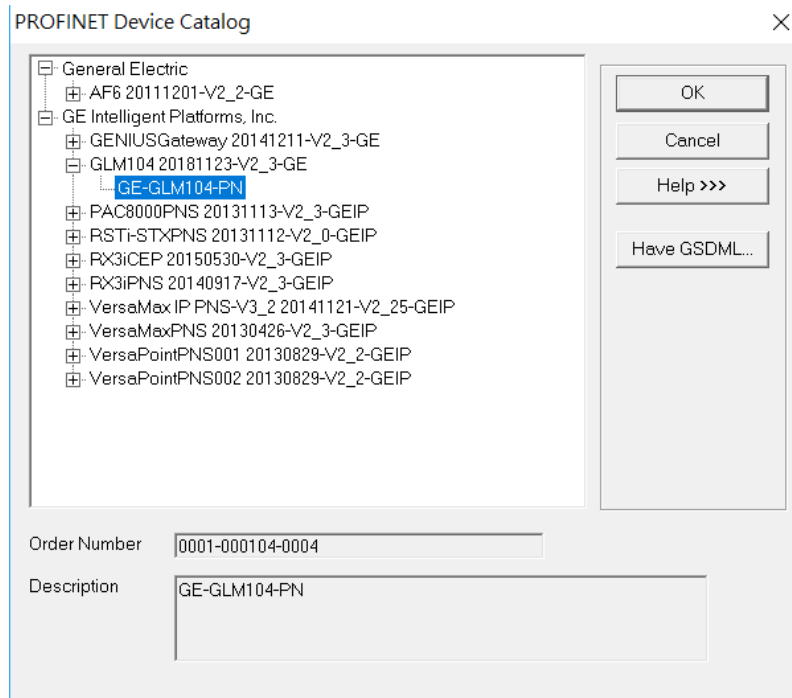 PROFINET Device Catalog
General Electric
AF6 20111201-V2_2-GE
GE Intelligent Platforms, Inc.
GENIUSGateway 20141211-V2_3-GE
GLM104 20181123-V2_3-GE
GE-GLM104-PN
PAC8000PNS 20131113-V2_3-GEIP
RSTi-STXPNS 20131112-V2_0-GEIP
RX3iCEP 20150530-V2_3-GEIP
RX3iPNS 20140917-V2_3-GEIP
VersaMax IP PNS-V3_2 20141121-V2_25-GEIP
VersaMaxPNS 20130426-V2_3-GEIP
VersaPointPNS001 20130829-V2_2-GEIP
VersaPointPNS002 20130829-V2_2-GEIP
OK
Cancel
Help >>>
Have GSDML...
Order Number 0001-000104-0004
Description GE-GLM104-PN